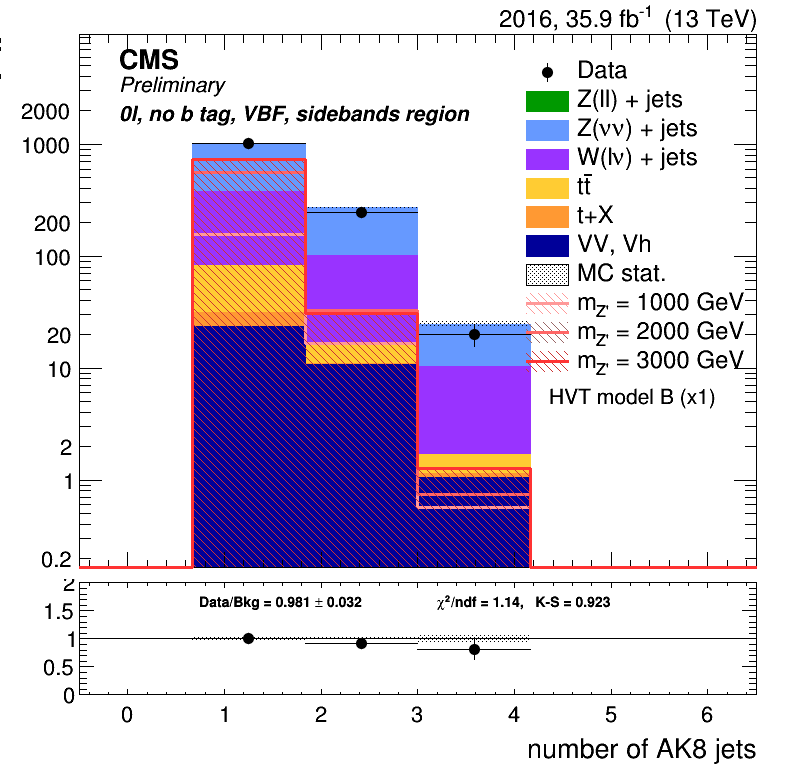 2016, 35.9 fb⁻¹ (13 TeV)
CMS
Preliminary
0l, no b tag, VBF, sidebands region
Data
Z(ll) + jets
Z(νν) + jets
W(lν) + jets
tt̄
t+X
VV, Vh
MC stat.
m_Z' = 1000 GeV
m_Z' = 2000 GeV
m_Z' = 3000 GeV
HVT model B (x1)
2000
1000
200
100
20
10
2
1
0.2
2
1.5
1
0.5
0
Data/Bkg = 0.981 ± 0.032
χ²/ndf = 1.14, K-S = 0.923
0 1 2 3 4 5 6
number of AK8 jets